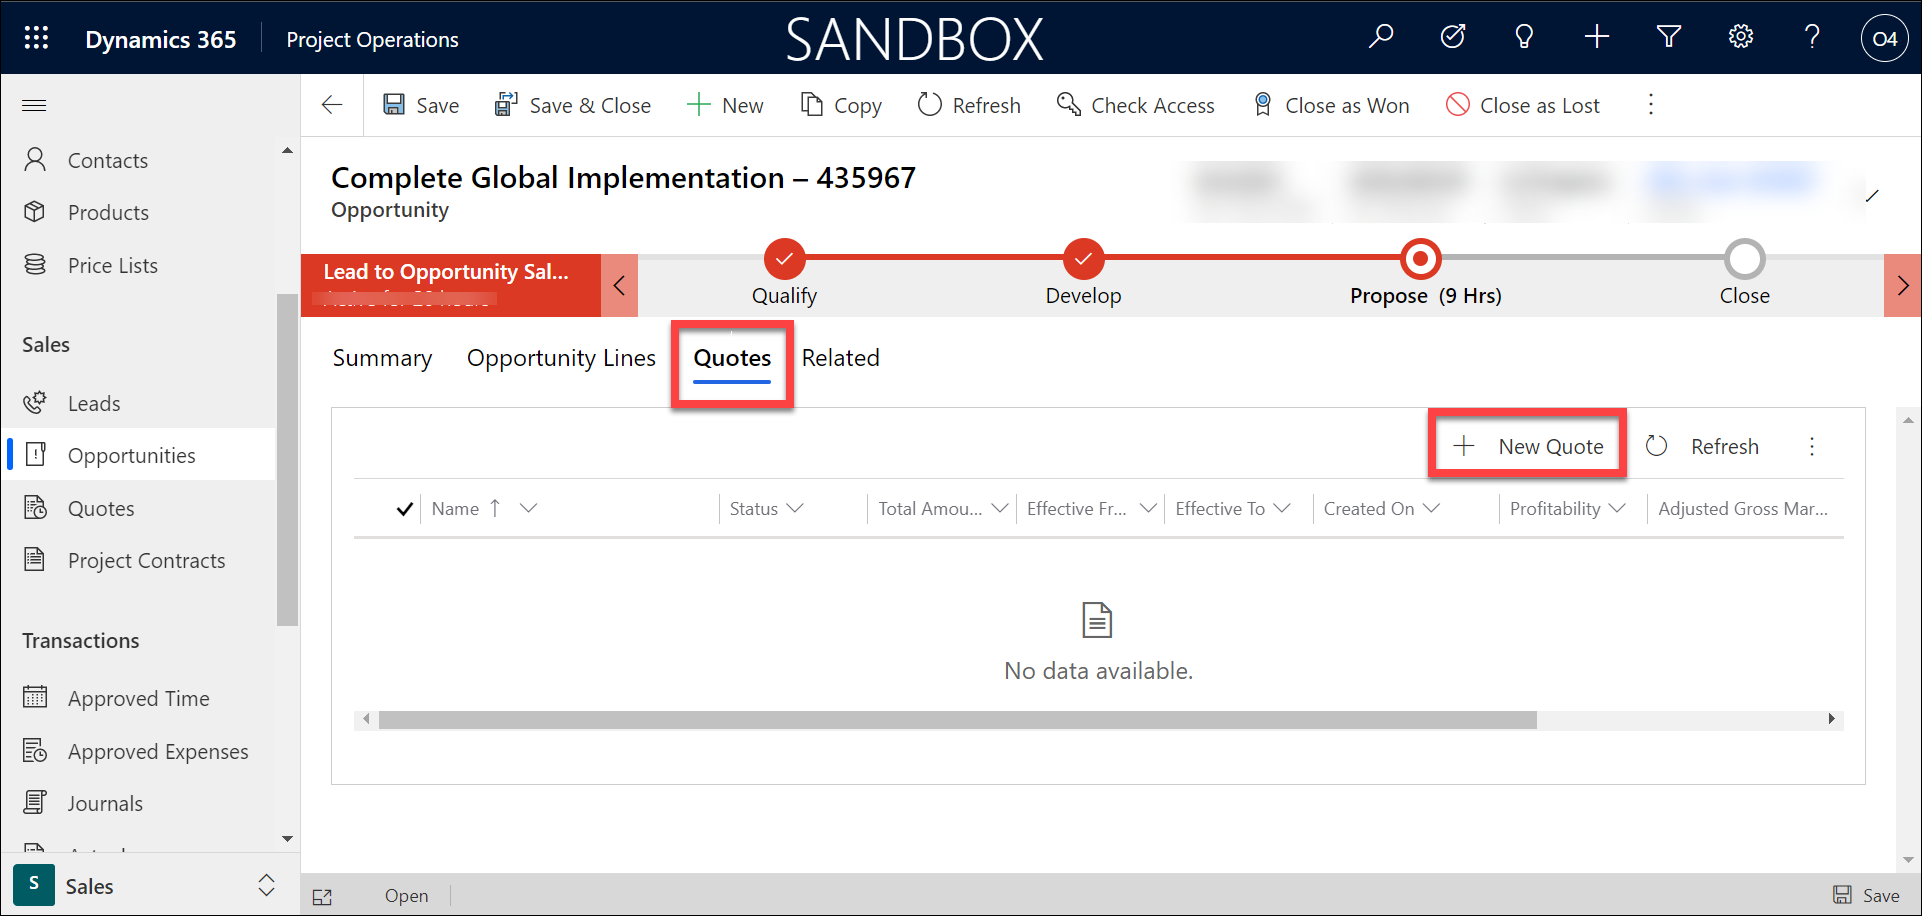 Dynamics 365
Project Operations
SANDBOX
O4
Save
Save & Close
New
Copy
Refresh
Check Access
Close as Won
Close as Lost
Contacts
Products
Price Lists
Sales
Leads
Opportunities
Quotes
Project Contracts
Transactions
Approved Time
Approved Expenses
Journals
S
Sales
Complete Global Implementation – 435967
Opportunity
Lead to Opportunity Sal...
Qualify
Develop
Propose (9 Hrs)
Close
Summary
Opportunity Lines
Quotes
Related
New Quote
Refresh
Name
Status
Total Amou...
Effective Fr...
Effective To
Created On
Profitability
Adjusted Gross Mar...
No data available.
Open
Save